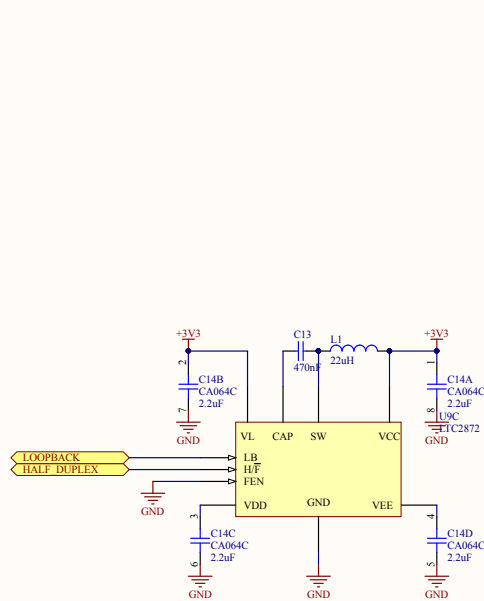 +3V3
C13
L1
+3V3
470nF
22uH
2
C14B
CA064C
2.2uF
7
GND
1
C14A
CA064C
2.2uF
8
GND
U9C
LTC2872
VL
CAP
SW
VCC
LOOPBACK
LB
HALF_DUPLEX
H/F
FEN
GND
VDD
GND
VEE
3
C14C
CA064C
2.2uF
6
GND
GND
4
C14D
CA064C
2.2uF
5
GND